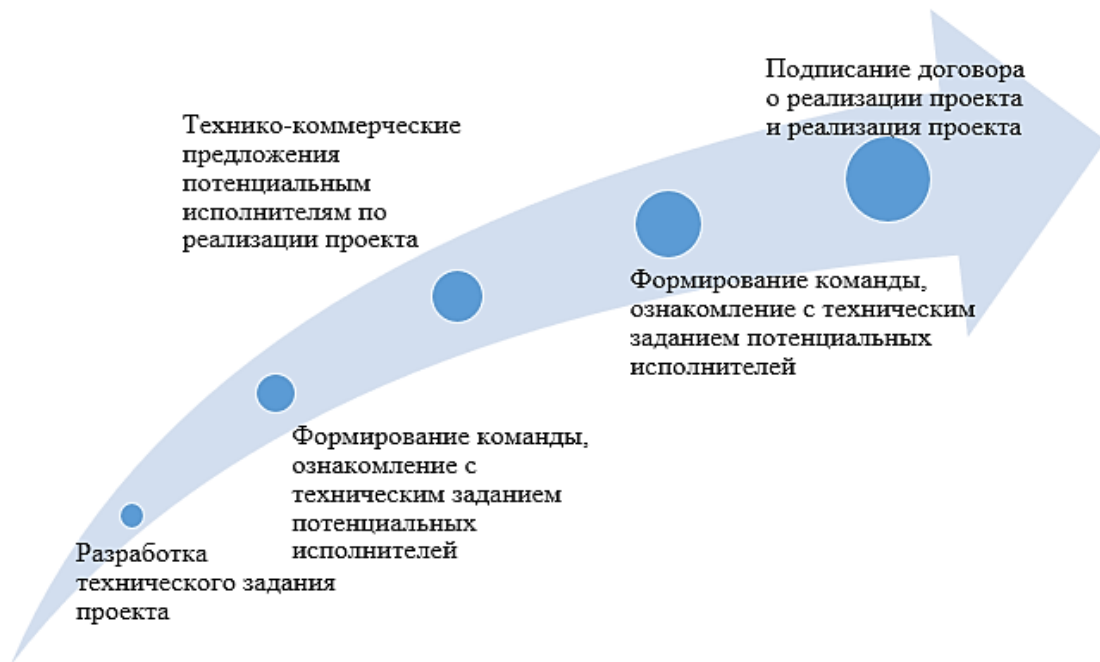 Разработка
технического задания
проекта
Формирование команды,
ознакомление с
техническим заданием
потенциальных
исполнителей
Технико-коммерческие
предложения
потенциальным
исполнителям по
реализации проекта
Формирование команды,
ознакомление с техническим
заданием потенциальных
исполнителей
Подписание договора
о реализации проекта
и реализация проекта